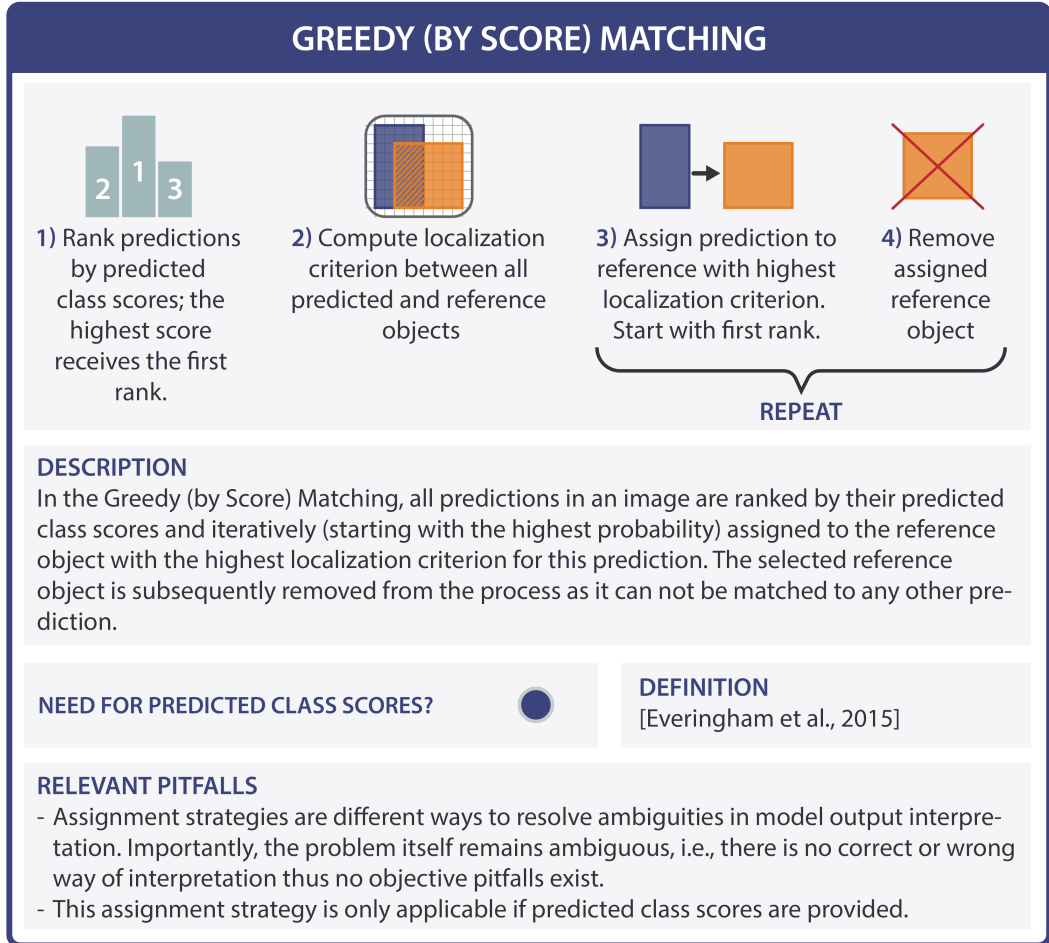 GREEDY (BY SCORE) MATCHING
2 1 3
1) Rank predictions
by predicted
class scores; the
highest score
receives the first
rank.
2) Compute localization
criterion between all
predicted and reference
objects
3) Assign prediction to
reference with highest
localization criterion.
Start with first rank.
4) Remove
assigned
reference
object
REPEAT
DESCRIPTION
In the Greedy (by Score) Matching, all predictions in an image are ranked by their predicted
class scores and iteratively (starting with the highest probability) assigned to the reference
object with the highest localization criterion for this prediction. The selected reference
object is subsequently removed from the process as it can not be matched to any other pre-
diction.
NEED FOR PREDICTED CLASS SCORES?
DEFINITION
[Everingham et al., 2015]
RELEVANT PITFALLS
- Assignment strategies are different ways to resolve ambiguities in model output interpre-
tation. Importantly, the problem itself remains ambiguous, i.e., there is no correct or wrong
way of interpretation thus no objective pitfalls exist.
- This assignment strategy is only applicable if predicted class scores are provided.